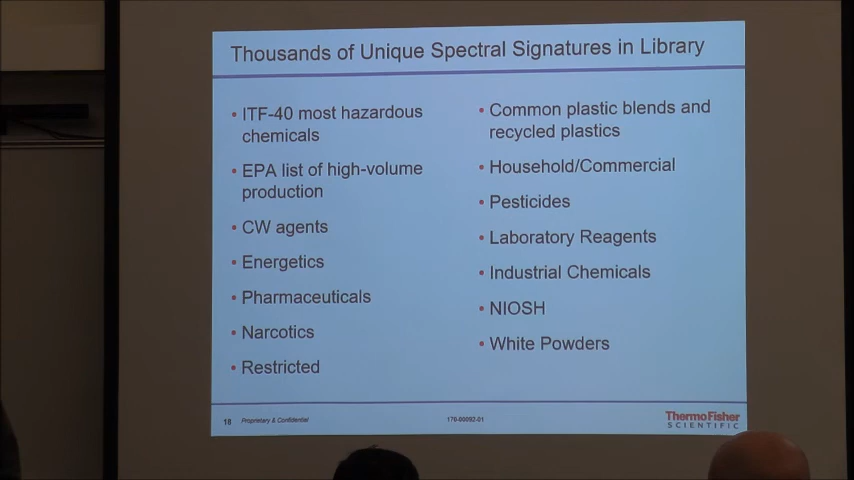 Thousands of Unique Spectral Signatures in Library
• ITF-40 most hazardous
chemicals
• EPA list of high-volume
production
• CW agents
• Energetics
• Pharmaceuticals
• Narcotics
• Restricted
• Common plastic blends and
recycled plastics
• Household/Commercial
• Pesticides
• Laboratory Reagents
• Industrial Chemicals
• NIOSH
• White Powders
18 Proprietary & Confidential
176-00092-01
ThermoFisher
SCIENTIFIC